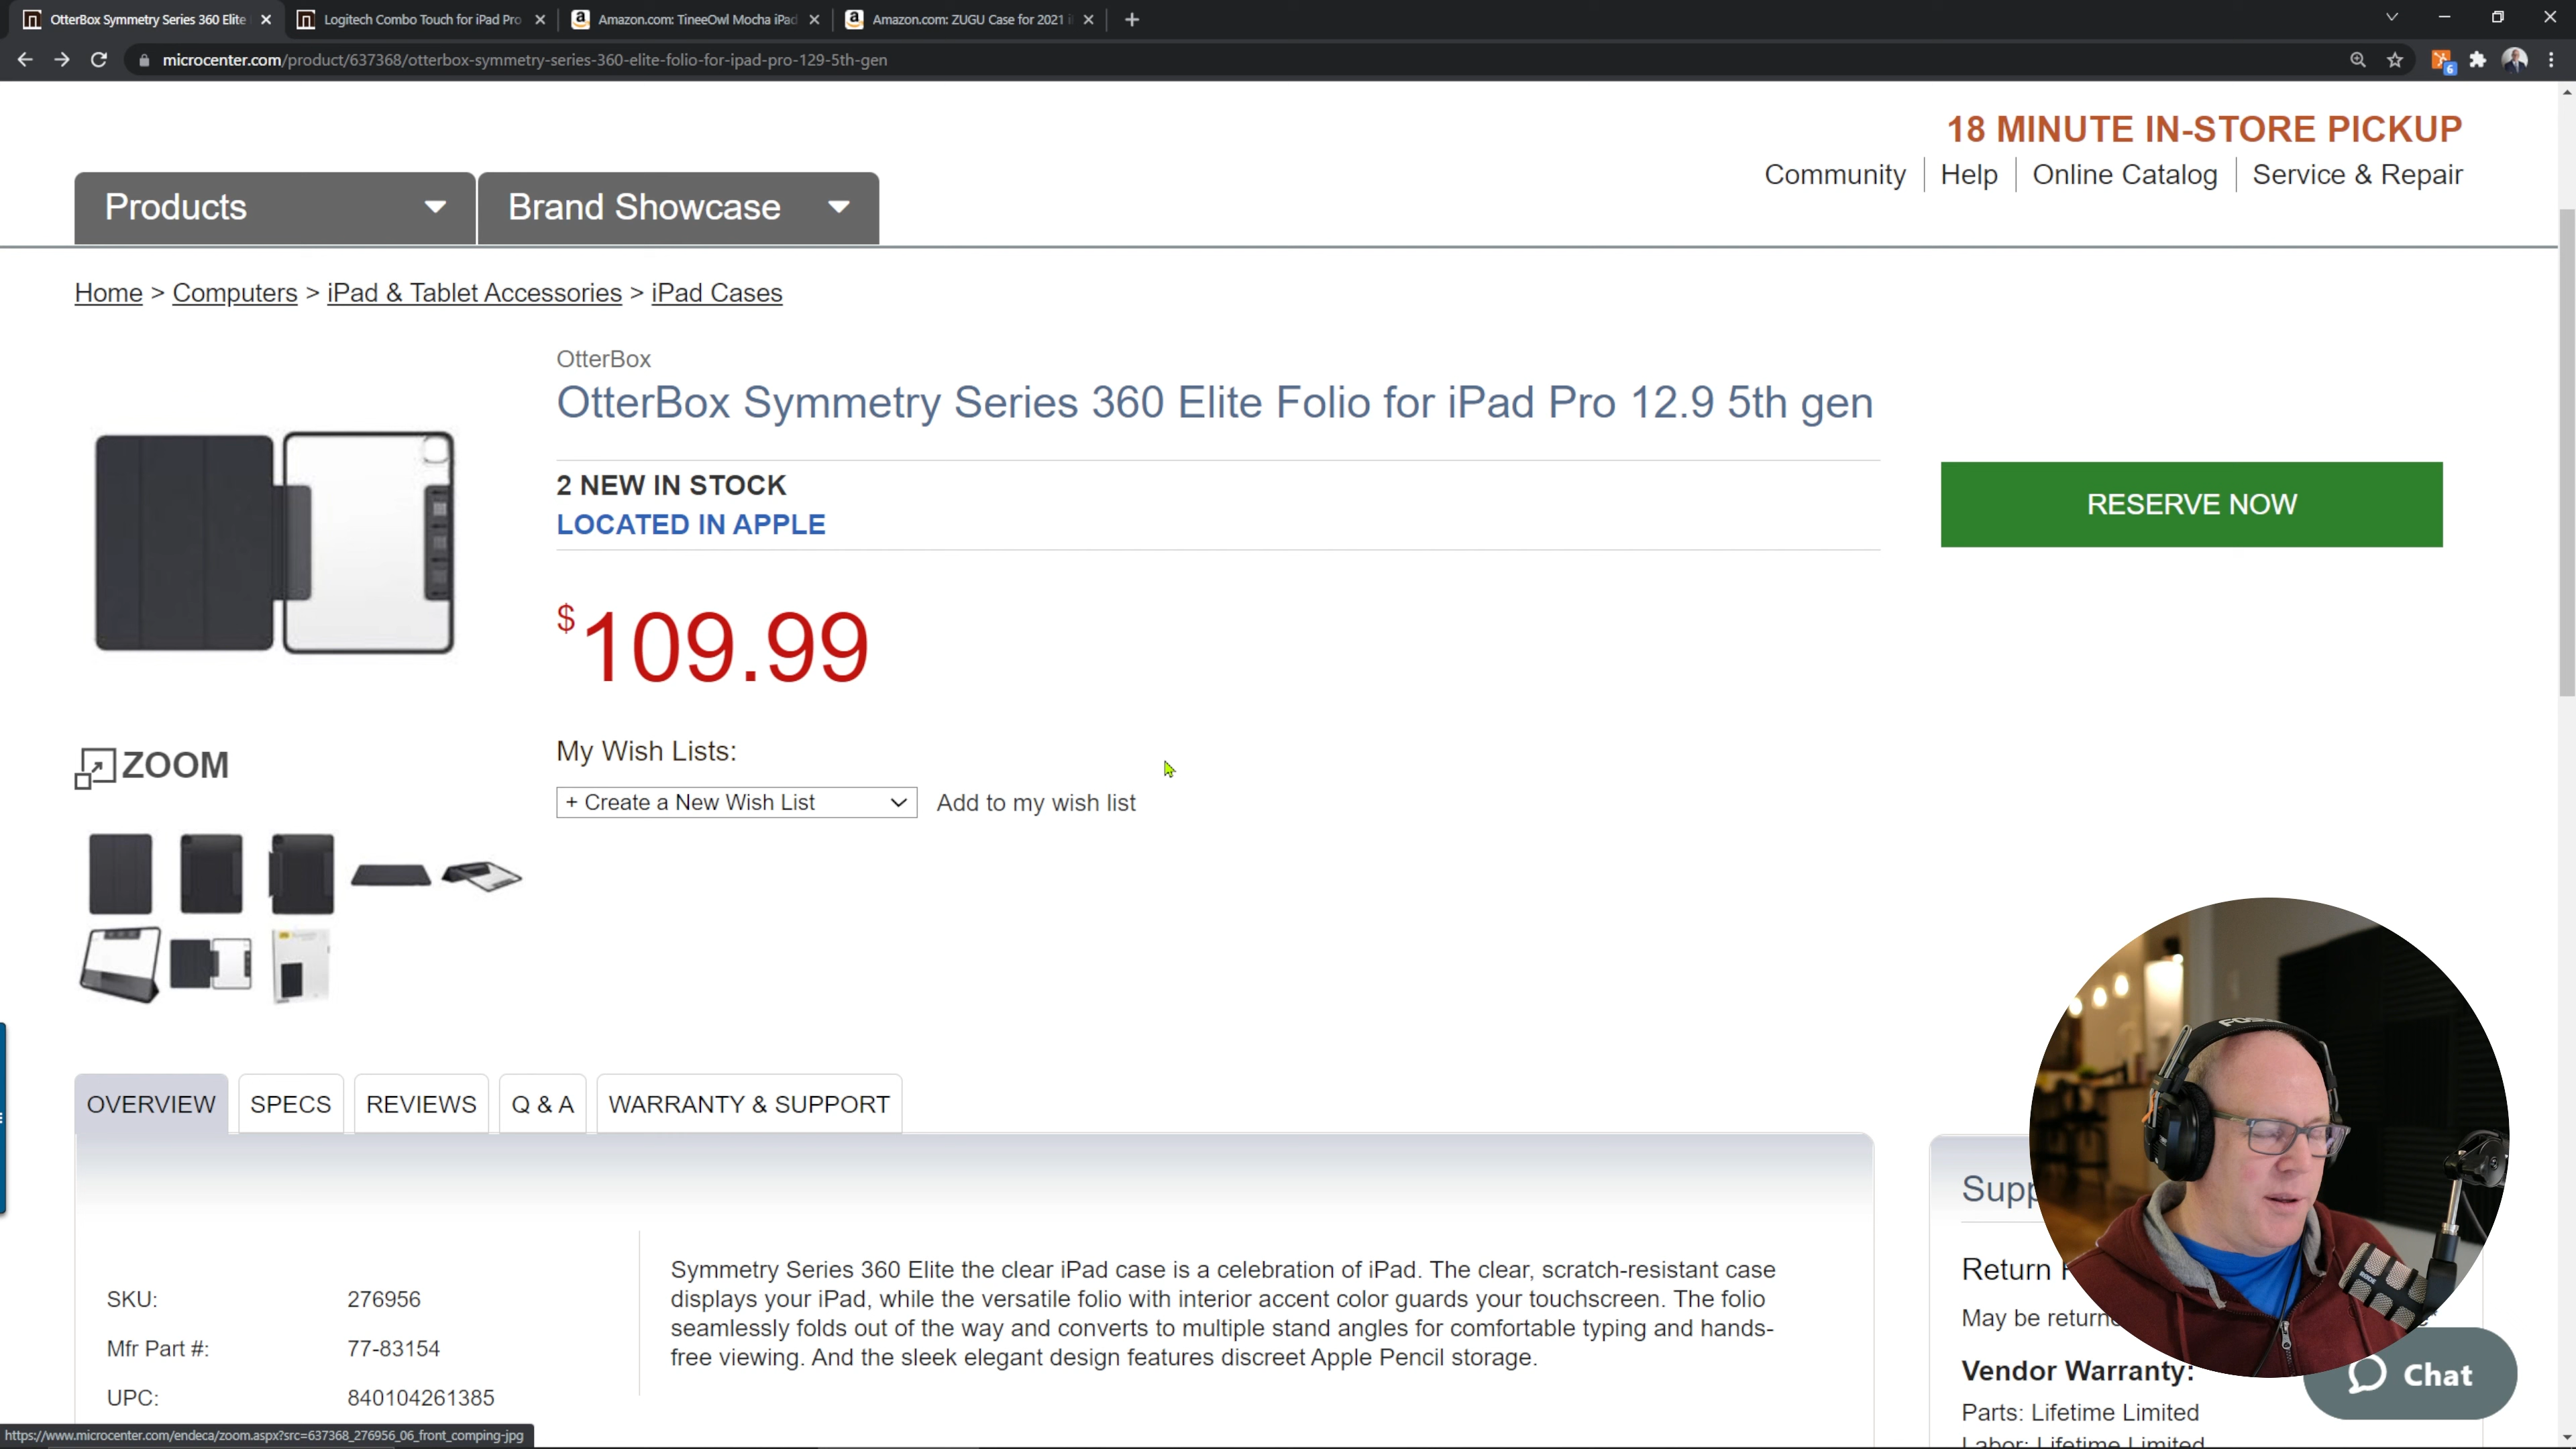 OtterBox Symmetry Series 360 Elite
Logitech Combo Touch for iPad Pro
Amazon.com: TineeOwl Mocha iPad
Amazon.com: ZUGU Case for 2021
microcenter.com/product/637368/otterbox-symmetry-series-360-elite-folio-for-ipad-pro-129-5th-gen
6
18 MINUTE IN-STORE PICKUP
Community
Help
Online Catalog
Service & Repair
Products
Brand Showcase
Home > Computers > iPad & Tablet Accessories > iPad Cases
OtterBox
OtterBox Symmetry Series 360 Elite Folio for iPad Pro 12.9 5th gen
2 NEW IN STOCK
LOCATED IN APPLE
RESERVE NOW
$109.99
My Wish Lists:
ZOOM
+ Create a New Wish List
Add to my wish list
OVERVIEW
SPECS
REVIEWS
Q & A
WARRANTY & SUPPORT
SKU: 276956
Mfr Part #: 77-83154
UPC: 840104261385
Symmetry Series 360 Elite the clear iPad case is a celebration of iPad. The clear, scratch-resistant case
displays your iPad, while the versatile folio with interior accent color guards your touchscreen. The folio
seamlessly folds out of the way and converts to multiple stand angles for comfortable typing and hands-
free viewing. And the sleek elegant design features discreet Apple Pencil storage.
Supp
Return
May be return
Vendor Warranty:
Parts: Lifetime Limited
Labor: Lifetime Limited
Chat
https://www.microcenter.com/endeca/zoom.aspx?src=637368_276956_06_front_comping-jpg